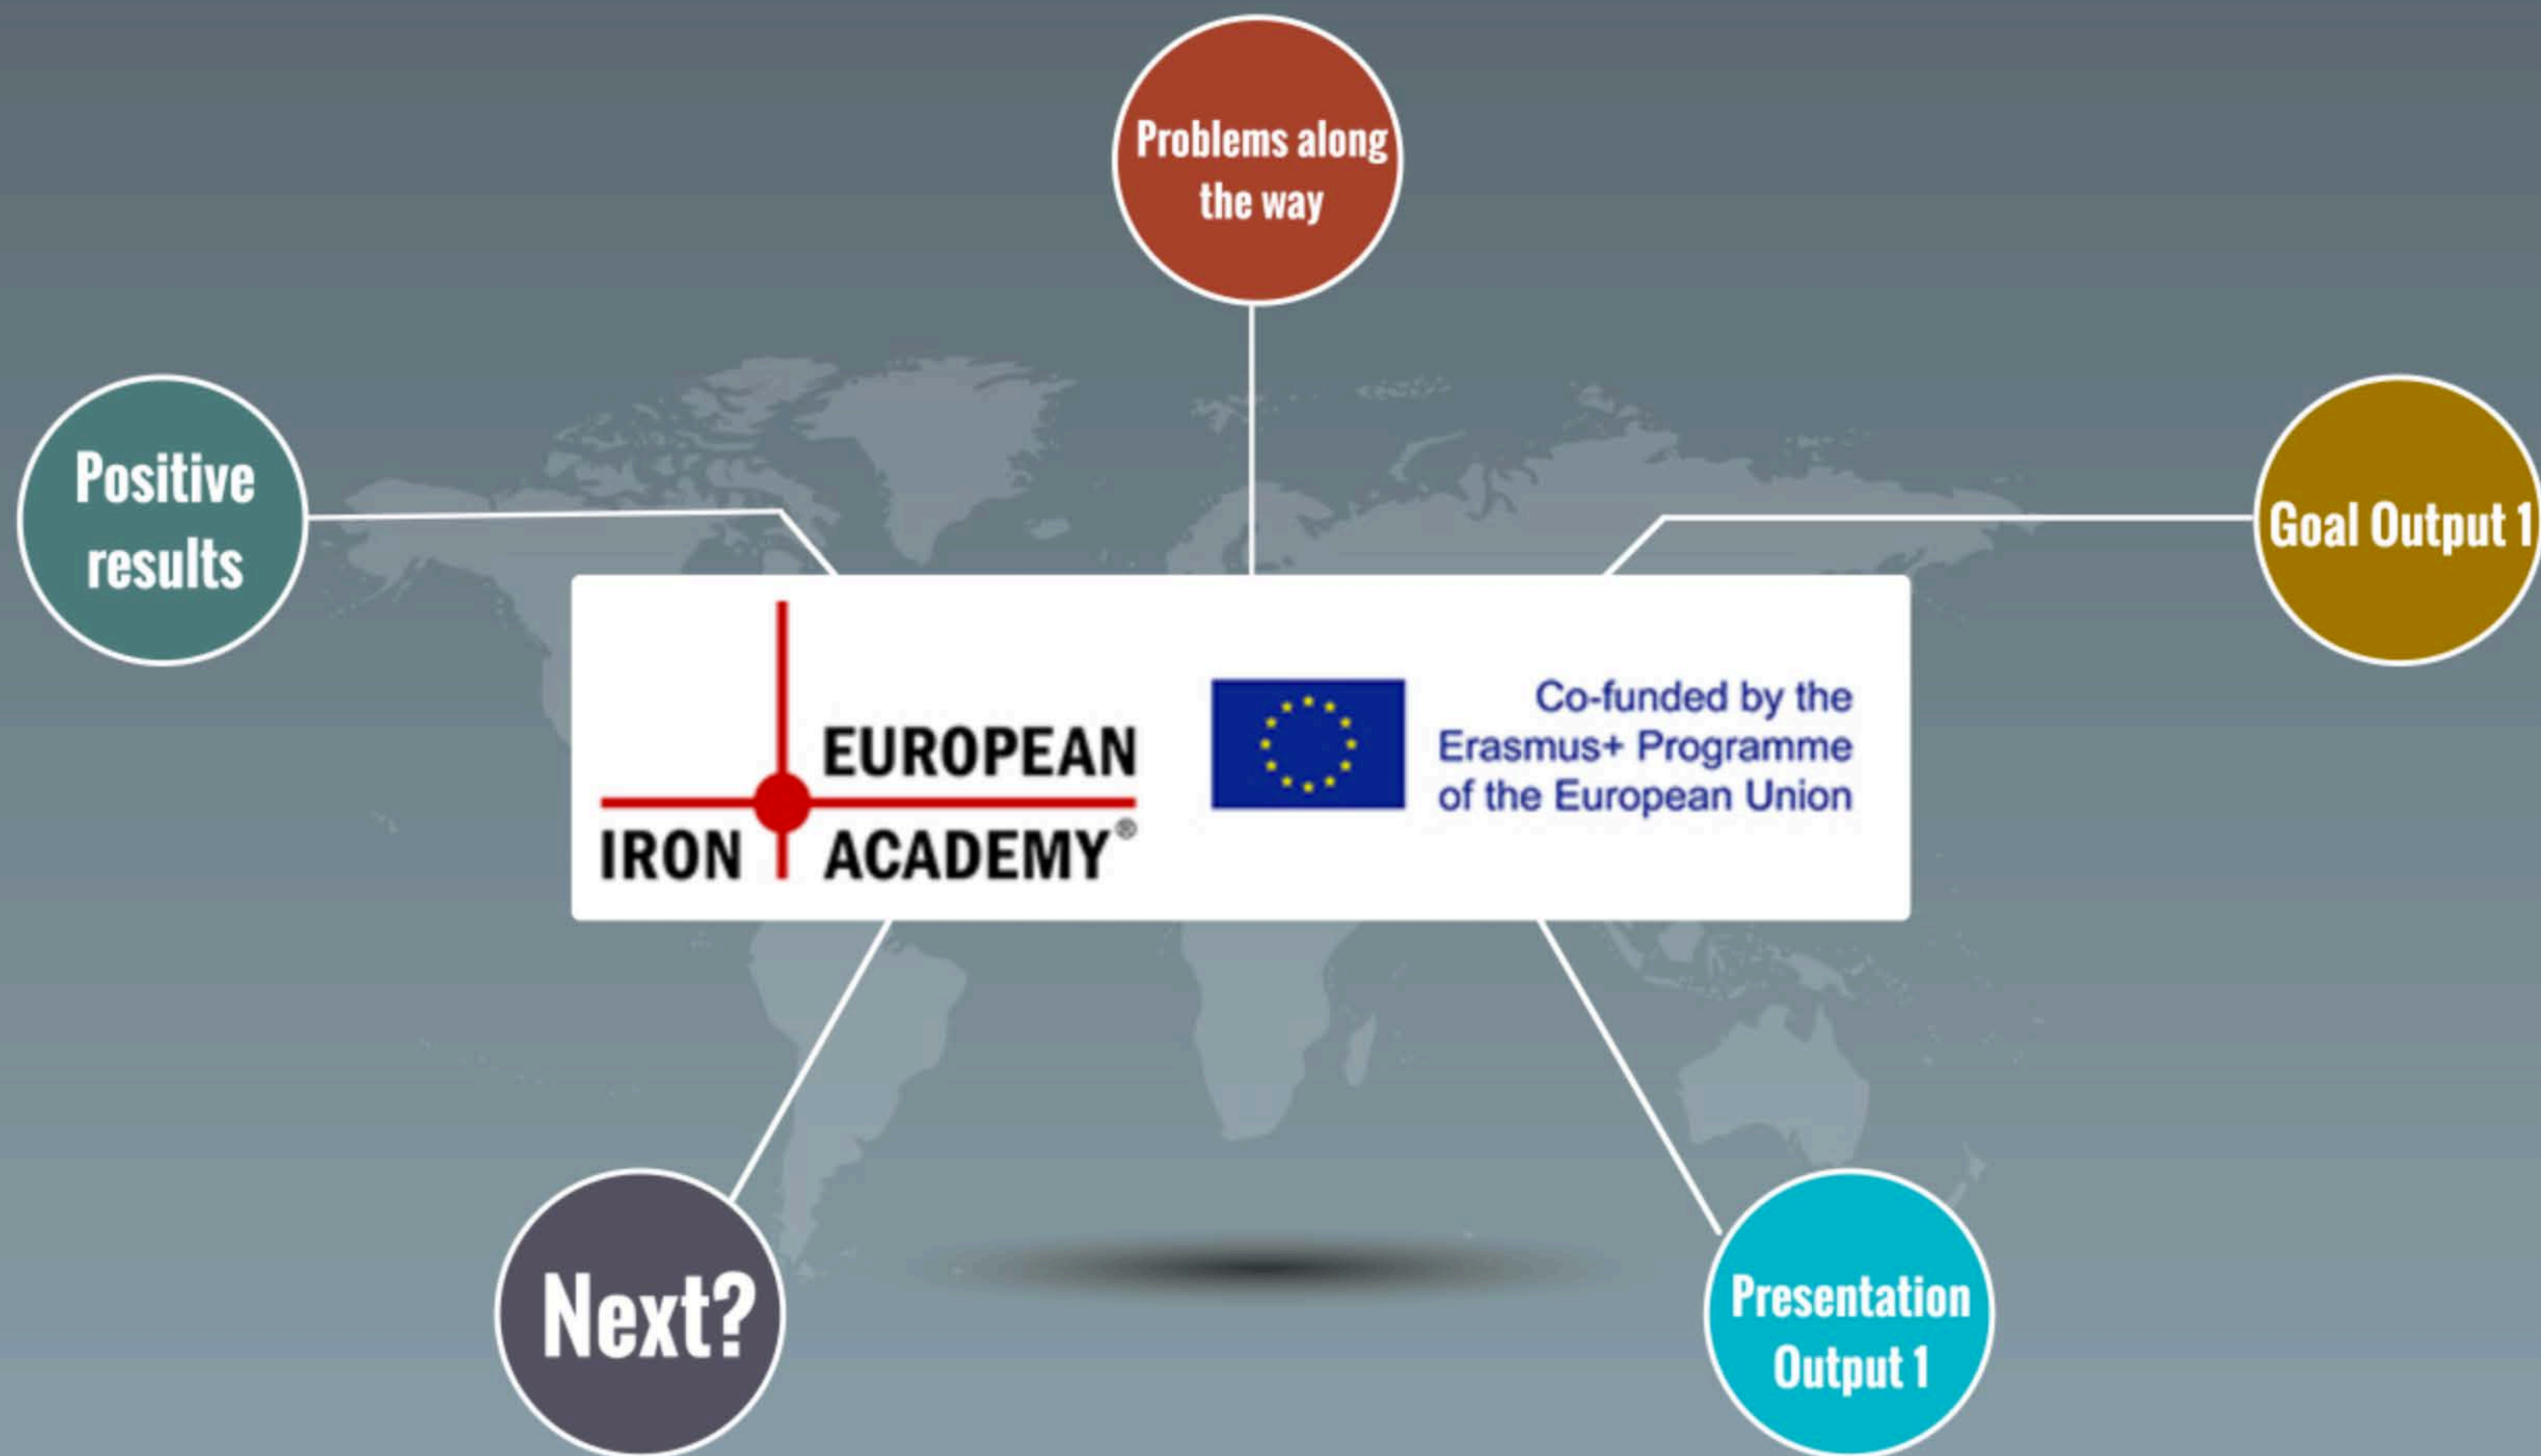 Problems along
the way
Positive
results
Goal Output 1
EUROPEAN
IRON ACADEMY®
Co-funded by the
Erasmus+ Programme
of the European Union
Next?
Presentation
Output 1